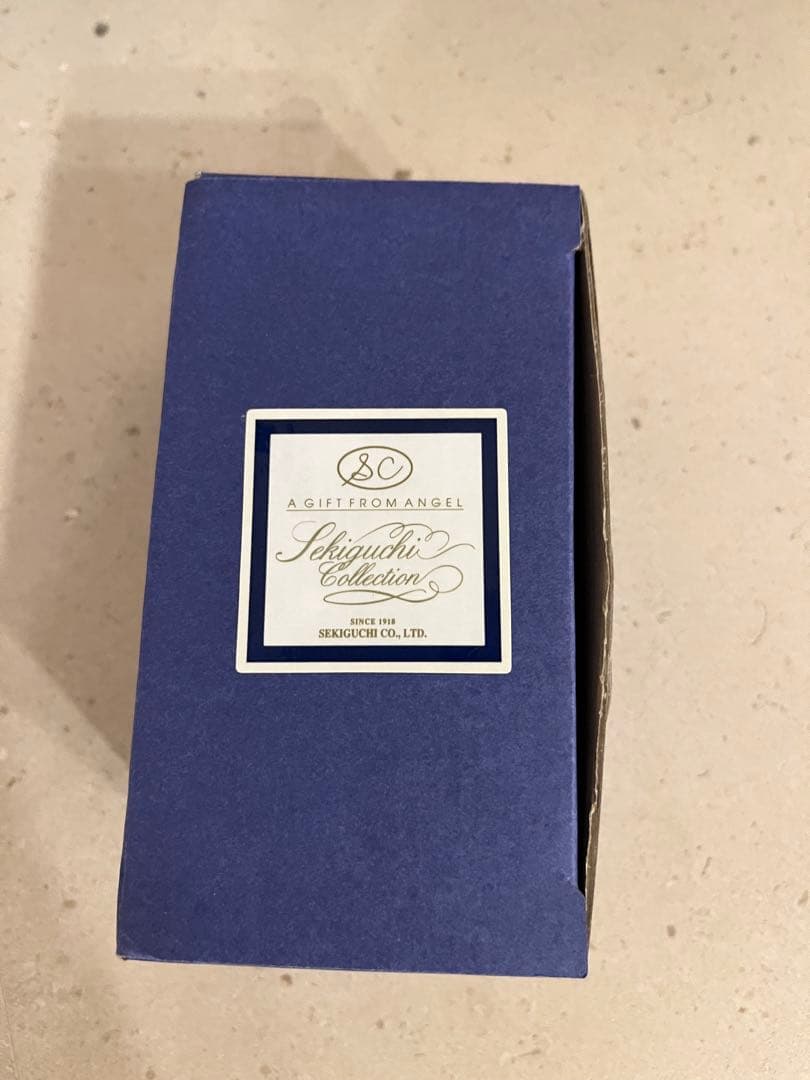 SC
A GIFT FROM ANGEL
Sekiguchi
Collection
SINCE 1918
SEKIGUCHI CO., LTD.